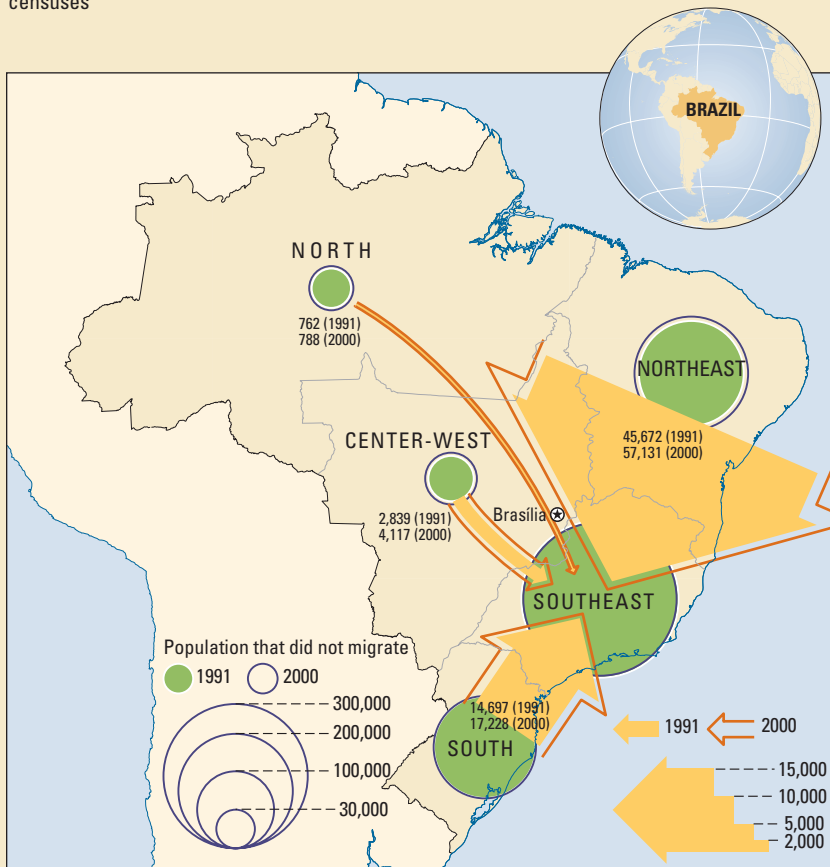 censuses
BRAZIL
NORTH
762 (1991)
788 (2000)
NORTHEAST
45,672 (1991)
57,131 (2000)
CENTER-WEST
2,839 (1991)
4,117 (2000)
Brasília
SOUTHEAST
14,697 (1991)
17,228 (2000)
SOUTH
Population that did not migrate
1991
2000
300,000
200,000
100,000
30,000
1991
2000
15,000
10,000
5,000
2,000